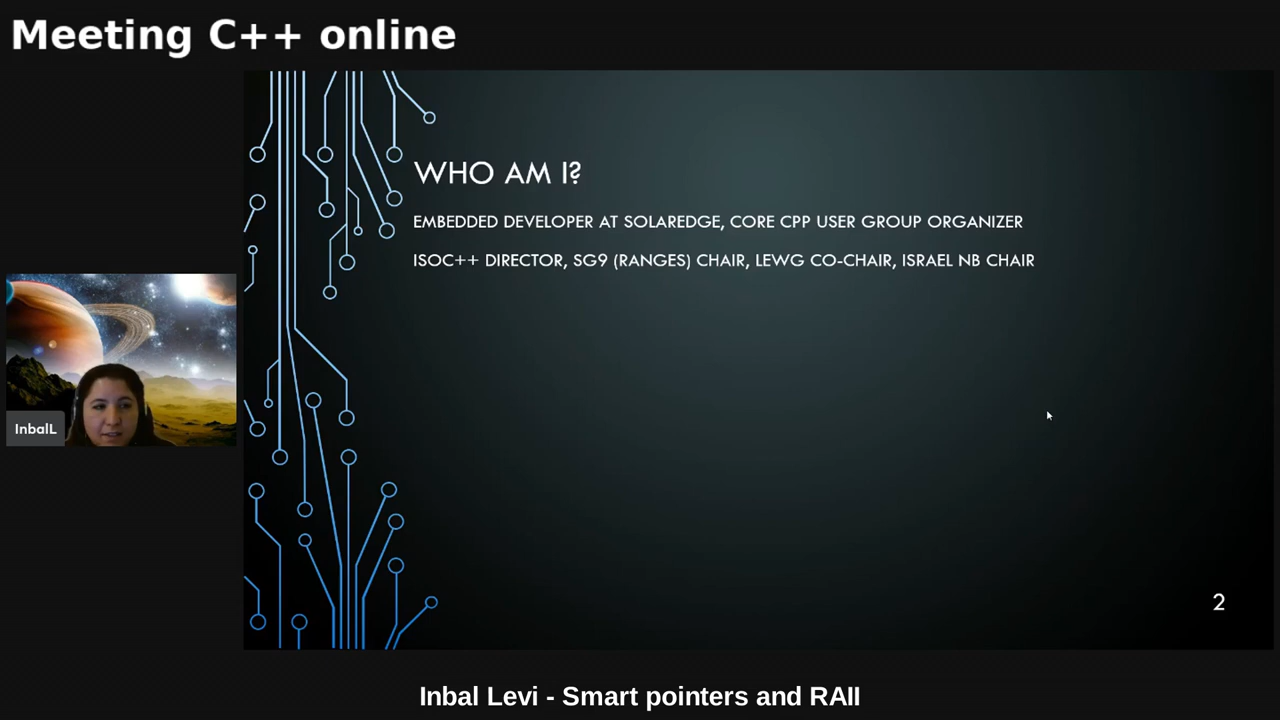 Meeting C++ online
WHO AM I?
EMBEDDED DEVELOPER AT SOLAREDGE, CORE CPP USER GROUP ORGANIZER
ISOC++ DIRECTOR, SG9 (RANGES) CHAIR, LEWG CO-CHAIR, ISRAEL NB CHAIR
InbalL
2
Inbal Levi - Smart pointers and RAII